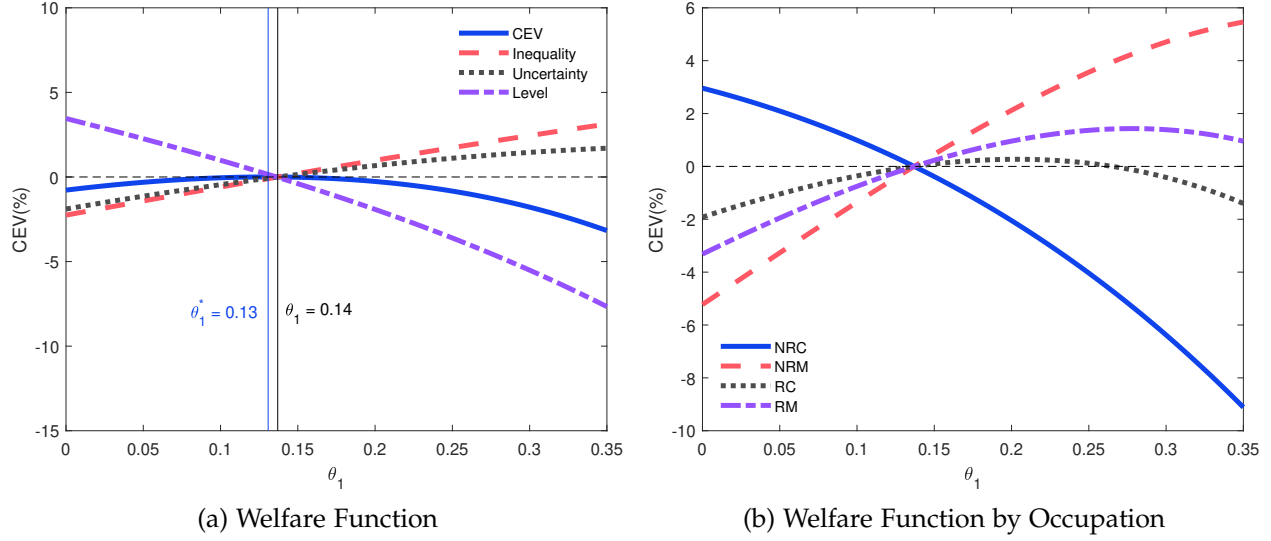 10
5
0
-5
-10
-15
CEV(%)
CEV
Inequality
Uncertainty
Level
θ*₁ = 0.13
θ₁ = 0.14
0 0.05 0.1 0.15 0.2 0.25 0.3 0.35
θ₁
(a) Welfare Function
6
4
2
0
-2
-4
-6
-8
-10
CEV(%)
NRC
NRM
RC
RM
0 0.05 0.1 0.15 0.2 0.25 0.3 0.35
θ₁
(b) Welfare Function by Occupation